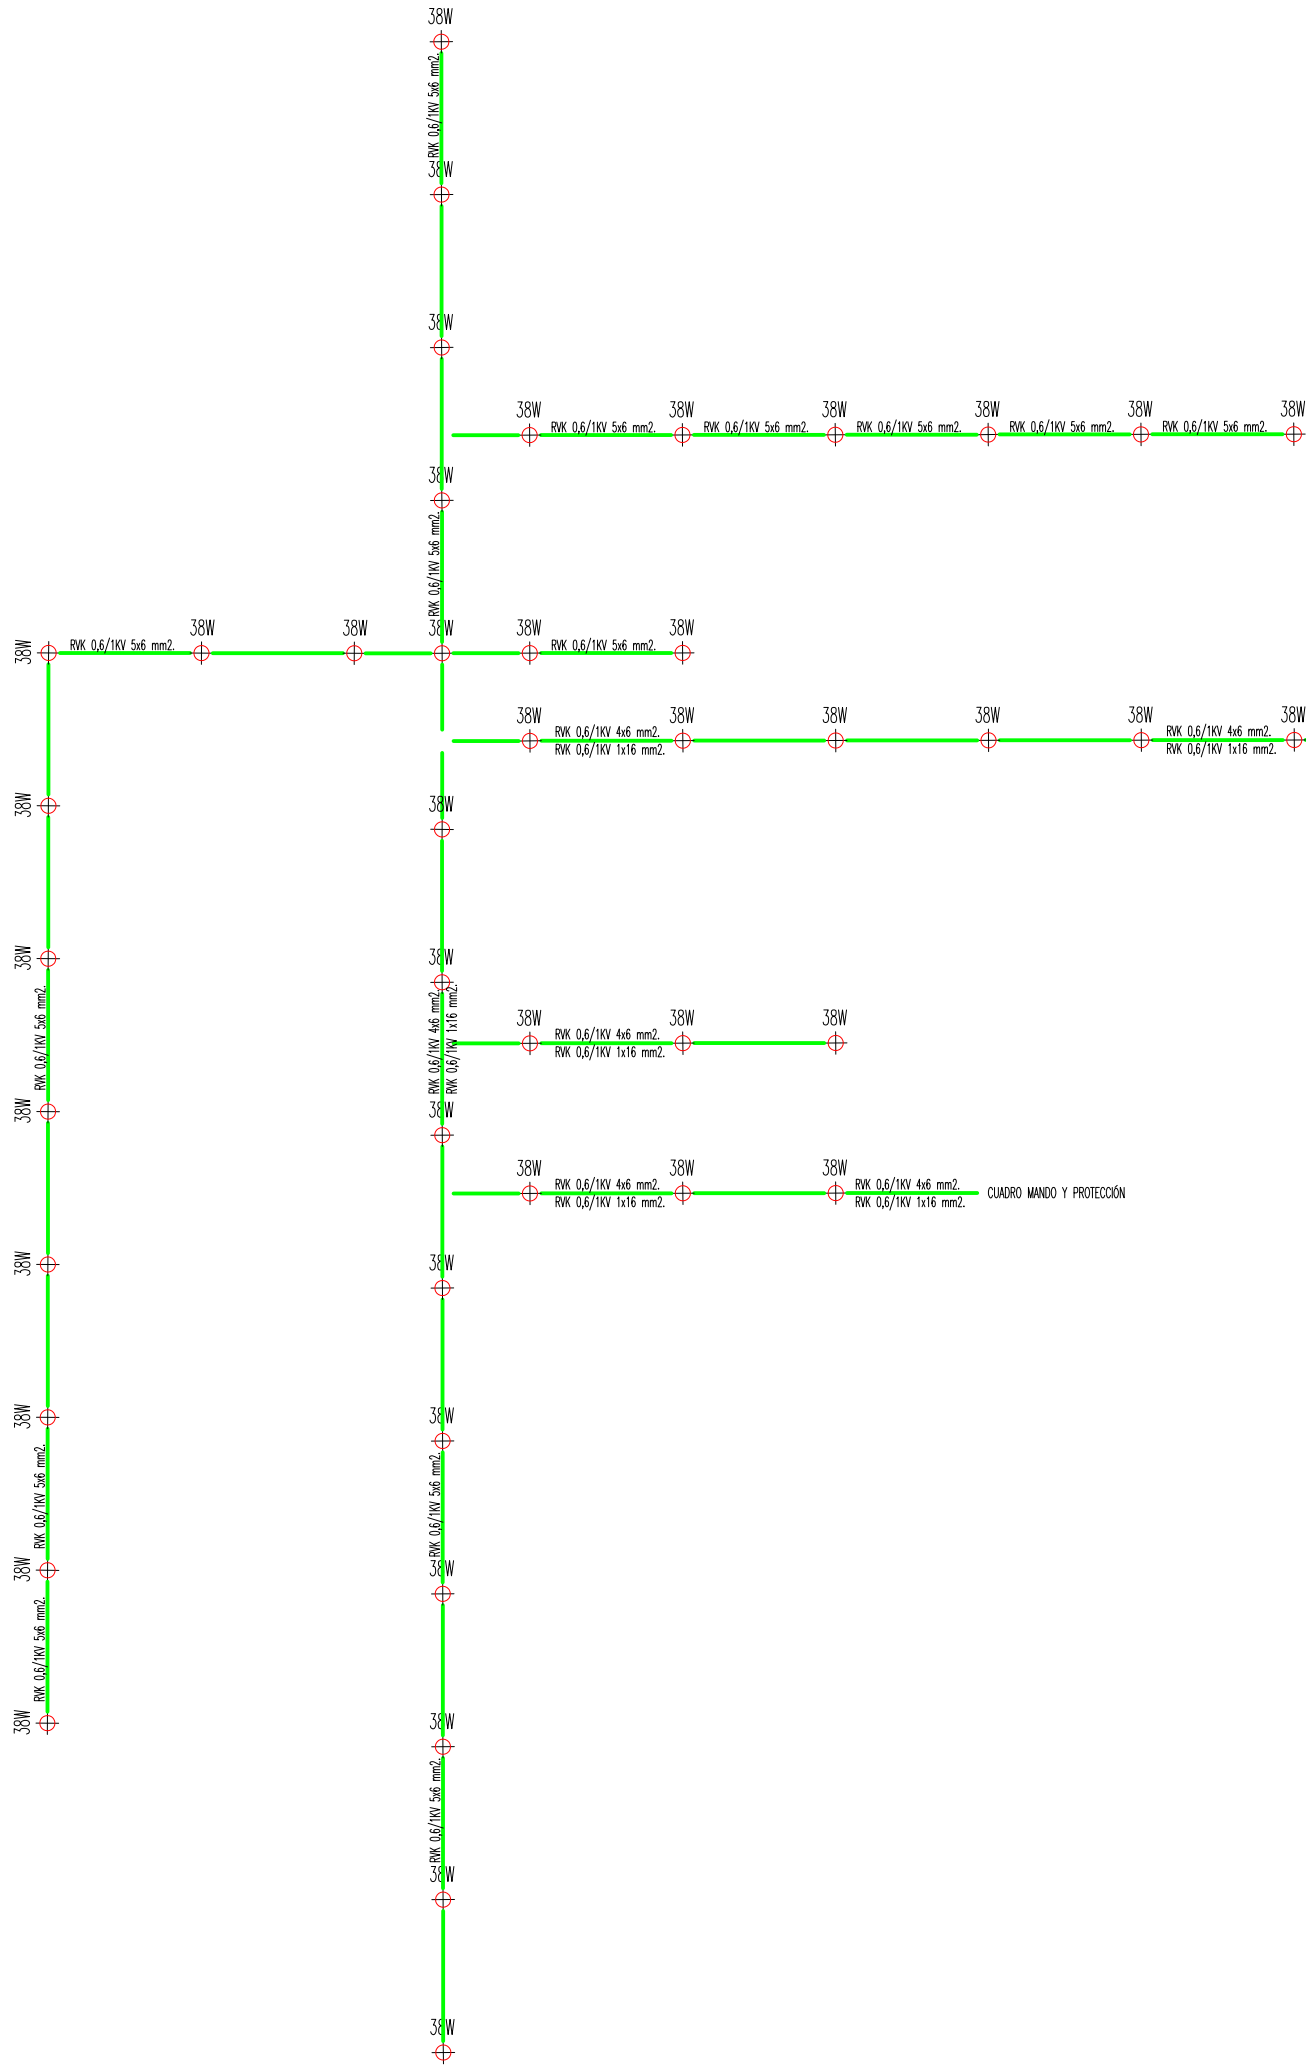 38W
RVK 0,6/1KV 5x6 mm2.
38W
38W
38W 38W 38W 38W 38W 38W
RVK 0,6/1KV 5x6 mm2. RVK 0,6/1KV 5x6 mm2. RVK 0,6/1KV 5x6 mm2. RVK 0,6/1KV 5x6 mm2. RVK 0,6/1KV 5x6 mm2.
38W
RVK 0,6/1KV 5x6 mm2.
38W 38W 38W 38W 38W 38W
RVK 0,6/1KV 5x6 mm2. RVK 0,6/1KV 5x6 mm2.
38W 38W 38W 38W 38W 38W
RVK 0,6/1KV 4x6 mm2. RVK 0,6/1KV 4x6 mm2.
RVK 0,6/1KV 1x16 mm2. RVK 0,6/1KV 1x16 mm2.
38W 38W
38W 38W
RVK 0,6/1KV 5x6 mm2.
RVK 0,6/1KV 4x6 mm2.
RVK 0,6/1KV 1x16 mm2.
38W 38W 38W
RVK 0,6/1KV 4x6 mm2.
RVK 0,6/1KV 1x16 mm2.
38W 38W
38W 38W 38W
RVK 0,6/1KV 4x6 mm2. RVK 0,6/1KV 4x6 mm2.
RVK 0,6/1KV 1x16 mm2. RVK 0,6/1KV 1x16 mm2.
CUADRO MANDO Y PROTECCIÓN
38W 38W
38W 38W
RVK 0,6/1KV 5x6 mm2. RVK 0,6/1KV 5x6 mm2.
38W 38W
RVK 0,6/1KV 5x6 mm2.
38W 38W
RVK 0,6/1KV 5x6 mm2.
38W
38W